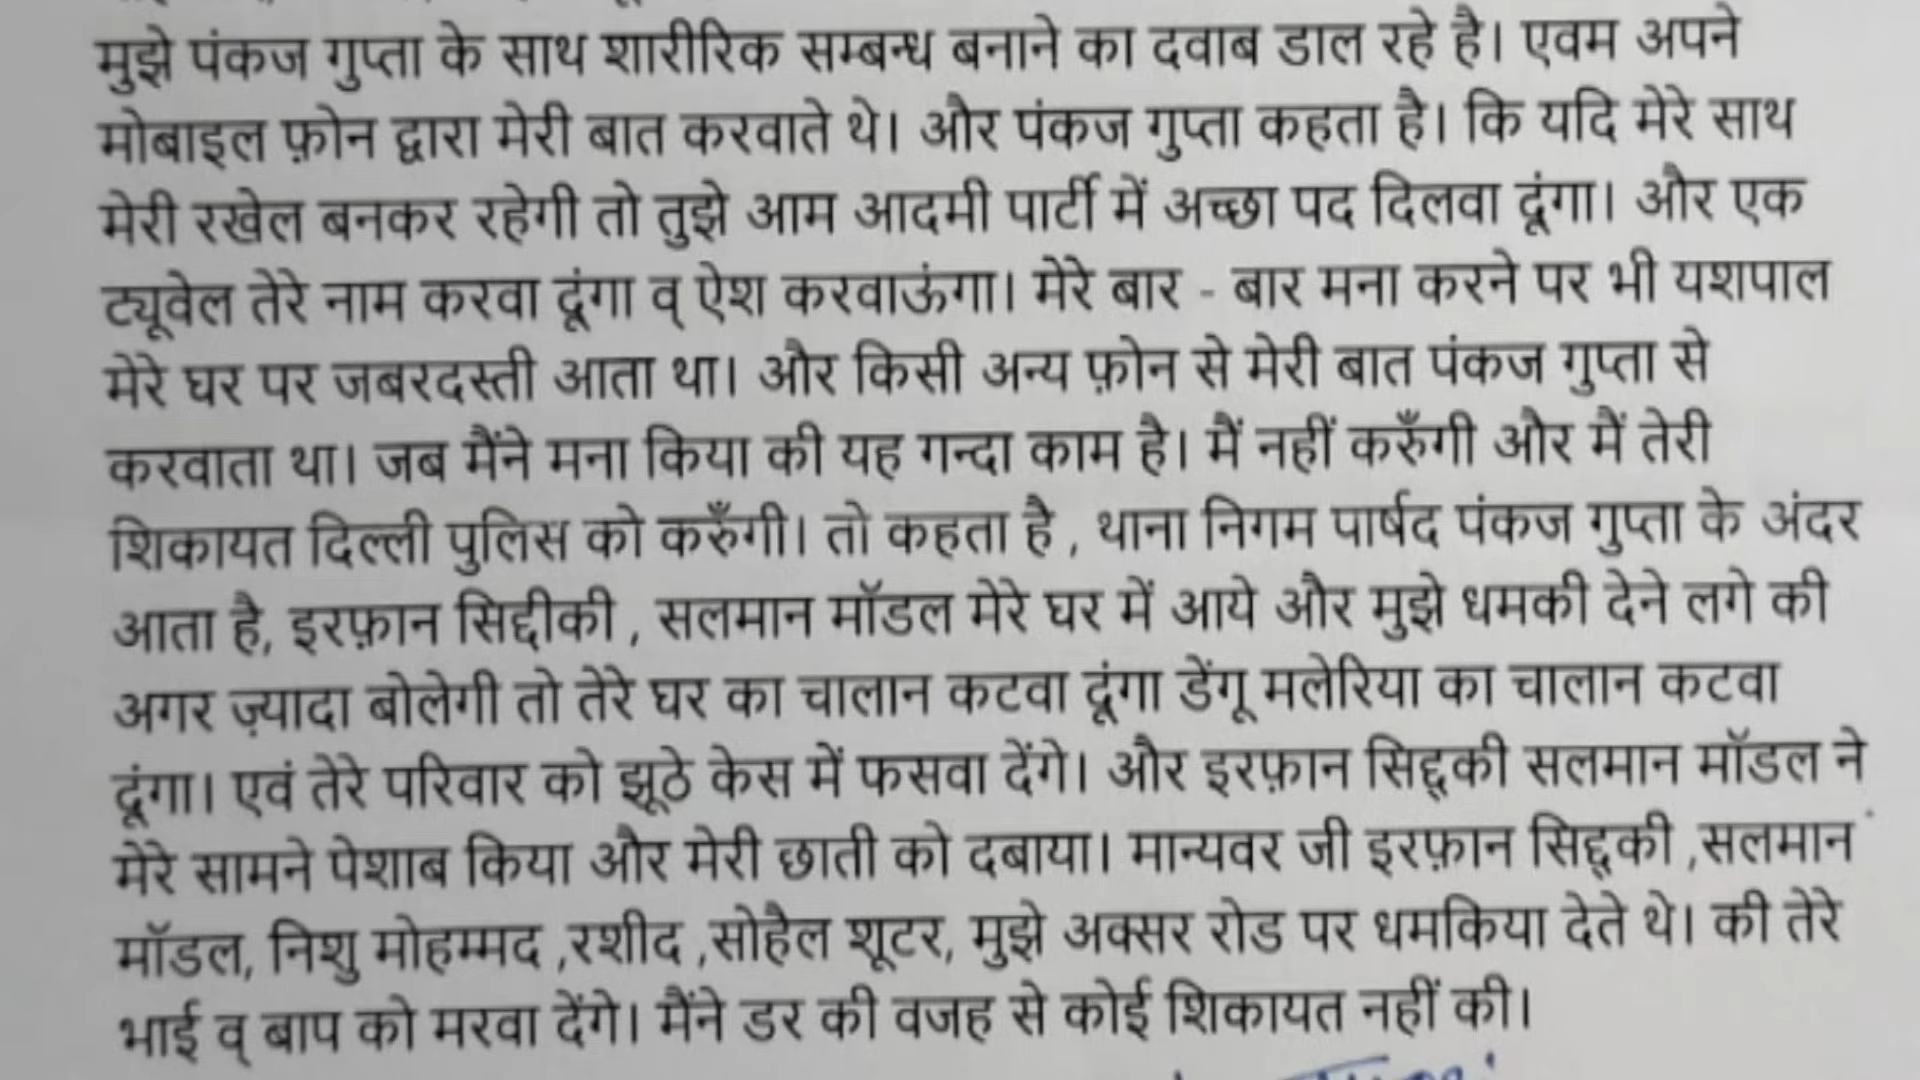 मुझे पंकज गुप्ता के साथ शारीरिक सम्बन्ध बनाने का दवाब डाल रहे है। एवम अपने
मोबाइल फ़ोन द्वारा मेरी बात करवाते थे। और पंकज गुप्ता कहता है। कि यदि मेरे साथ
मेरी रखेल बनकर रहेगी तो तुझे आम आदमी पार्टी में अच्छा पद दिलवा दूंगा। और एक
ट्यूवेल तेरे नाम करवा दूंगा व् ऐश करवाऊंगा। मेरे बार - बार मना करने पर भी यशपाल
मेरे घर पर जबरदस्ती आता था। और किसी अन्य फ़ोन से मेरी बात पंकज गुप्ता से
करवाता था। जब मैंने मना किया की यह गन्दा काम है। मैं नहीं करुँगी और मैं तेरी
शिकायत दिल्ली पुलिस को करुँगी। तो कहता है , थाना निगम पार्षद पंकज गुप्ता के अंदर
आता है, इरफ़ान सिद्दीकी , सलमान मॉडल मेरे घर में आये और मुझे धमकी देने लगे की
अगर ज़्यादा बोलेगी तो तेरे घर का चालान कटवा दूंगा डेंगू मलेरिया का चालान कटवा
दूंगा। एवं तेरे परिवार को झूठे केस में फसवा देंगे। और इरफ़ान सिद्द्की सलमान मॉडल ने
मेरे सामने पेशाब किया और मेरी छाती को दबाया। मान्यवर जी इरफ़ान सिद्द्की ,सलमान
मॉडल, निशु मोहम्मद ,रशीद ,सोहैल शूटर, मुझे अक्सर रोड पर धमकिया देते थे। की तेरे
भाई व् बाप को मरवा देंगे। मैंने डर की वजह से कोई शिकायत नहीं की।